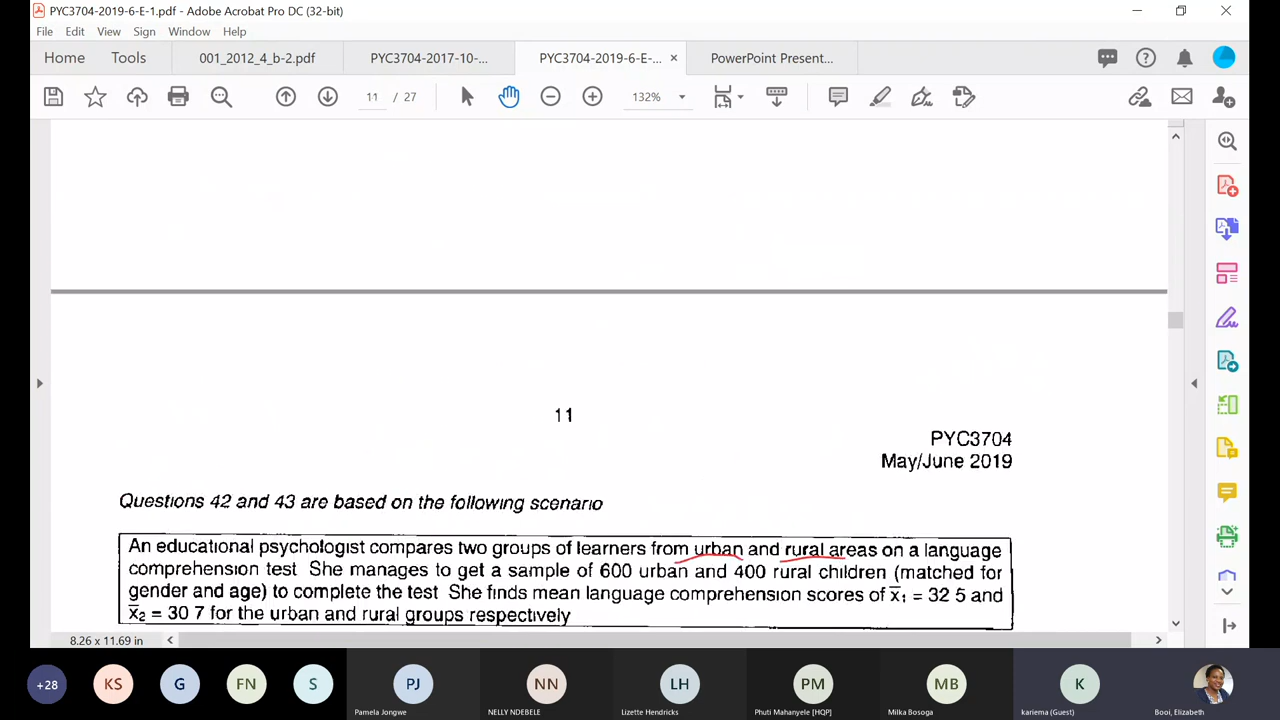 PYC3704-2019-6-E-1.pdf - Adobe Acrobat Pro DC (32-bit)
File Edit View Sign Window Help
Home Tools 001_2012_4_b-2.pdf PYC3704-2017-10-... PYC3704-2019-6-E-... × PowerPoint Present...
11 / 27 132%
11
PYC3704
May/June 2019
Questions 42 and 43 are based on the following scenario
An educational psychologist compares two groups of learners from urban and rural areas on a language
comprehension test She manages to get a sample of 600 urban and 400 rural children (matched for
gender and age) to complete the test She finds mean language comprehension scores of x̄₁ = 32 5 and
x̄₂ = 30 7 for the urban and rural groups respectively
8.26 x 11.69 in
+28 KS G FN S PJ NN LH PM MB K
Pamela Jongwe NELLY NDEBELE Lizette Hendricks Phuti Mahanyele [HQP] Milka Bosoga kariema (Guest) Booi, Elizabeth